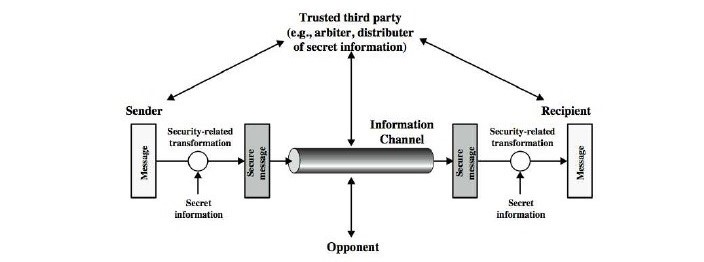 Trusted third party
(e.g., arbiter, distributer
of secret information)
Sender
Recipient
Message
Security-related
transformation
Secret
information
Secure
message
Information
Channel
Secure
message
Security-related
transformation
Secret
information
Message
Opponent